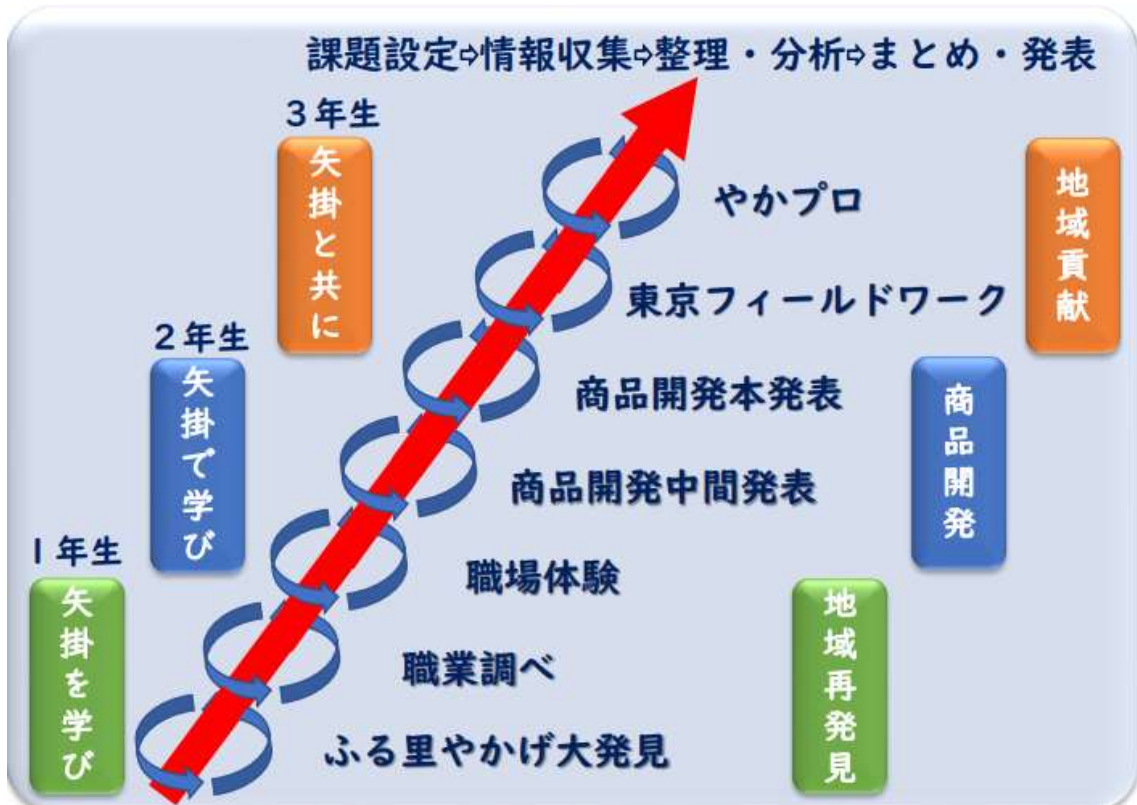 課題設定⇨情報収集⇨整理・分析⇨まとめ・発表
3年生
矢掛と共に
やかプロ
地域貢献
東京フィールドワーク
2年生
矢掛で学び
商品開発本発表
商品開発
商品開発中間発表
1年生
矢掛を学び
職場体験
地域再発見
職業調べ
ふる里やかげ大発見